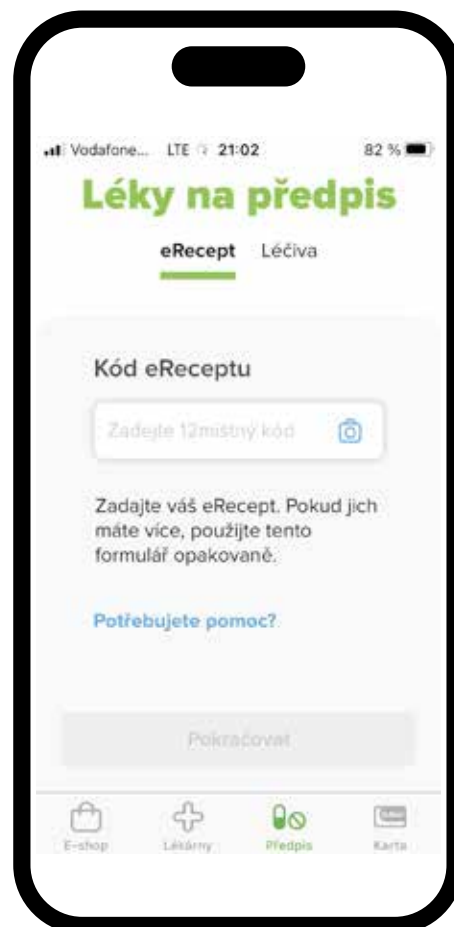 Vodafone... LTE 21:02 82 %
Léky na předpis
eRecept Léčiva
Kód eReceptu
Zadejte 12místný kód
Zadajte váš eRecept. Pokud jich
máte více, použijte tento
formulář opakovaně.
Potřebujete pomoc?
Pokračovat
E-shop Lékárny Předpis Karta